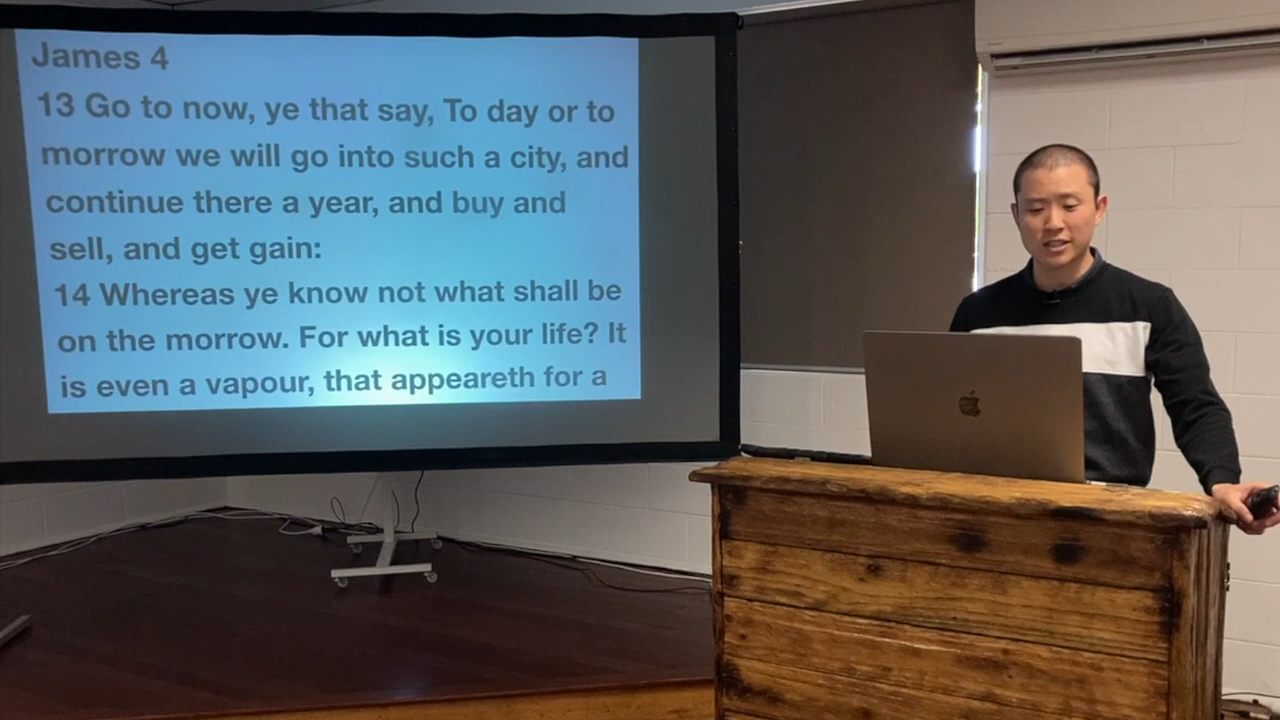 James 4
13 Go to now, ye that say, To day or to
morrow we will go into such a city, and
continue there a year, and buy and
sell, and get gain:
14 Whereas ye know not what shall be
on the morrow. For what is your life? It
is even a vapour, that appeareth for a